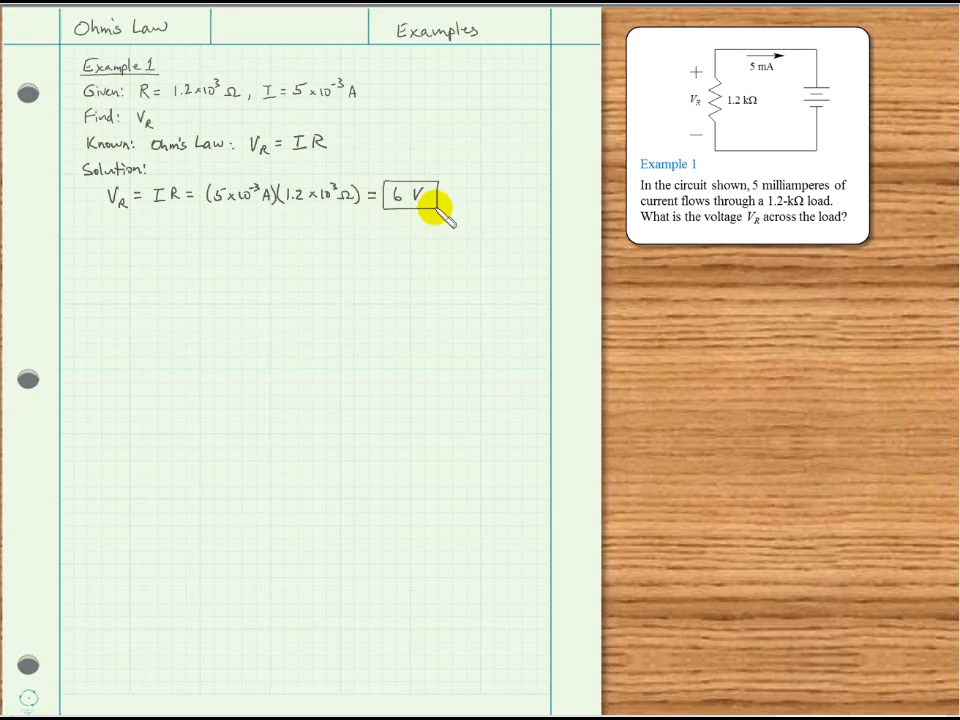 Ohm's Law
Examples
Example 1
Given: R = 1.2×10³ Ω , I = 5×10⁻³ A
Find: V_R
Known: Ohm's Law: V_R = I R
Solution:
V_R = I R = (5×10⁻³ A)(1.2×10³ Ω) = 6 V
5 mA
+
V_R
1.2 kΩ
−
Example 1
In the circuit shown, 5 milliamperes of
current flows through a 1.2-kΩ load.
What is the voltage V_R across the load?